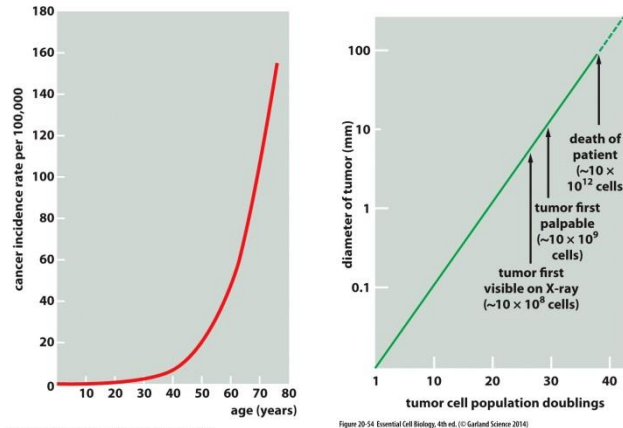 180
160
140
120
100
80
60
40
20
0
cancer incidence rate per 100,000
10 20 30 40 50 60 70 80
age (years)
100
10
1
0.1
diameter of tumor (mm)
death of
patient
(~10 ×
10¹² cells
tumor first
palpable
(~10 × 10⁹
cells)
tumor first
visible on X-ray
(~10 × 10⁸ cells)
1 10 20 30 40
tumor cell population doublings
Figure 20-54 Essential Cell Biology, 4th ed. (© Garland Science 2014)